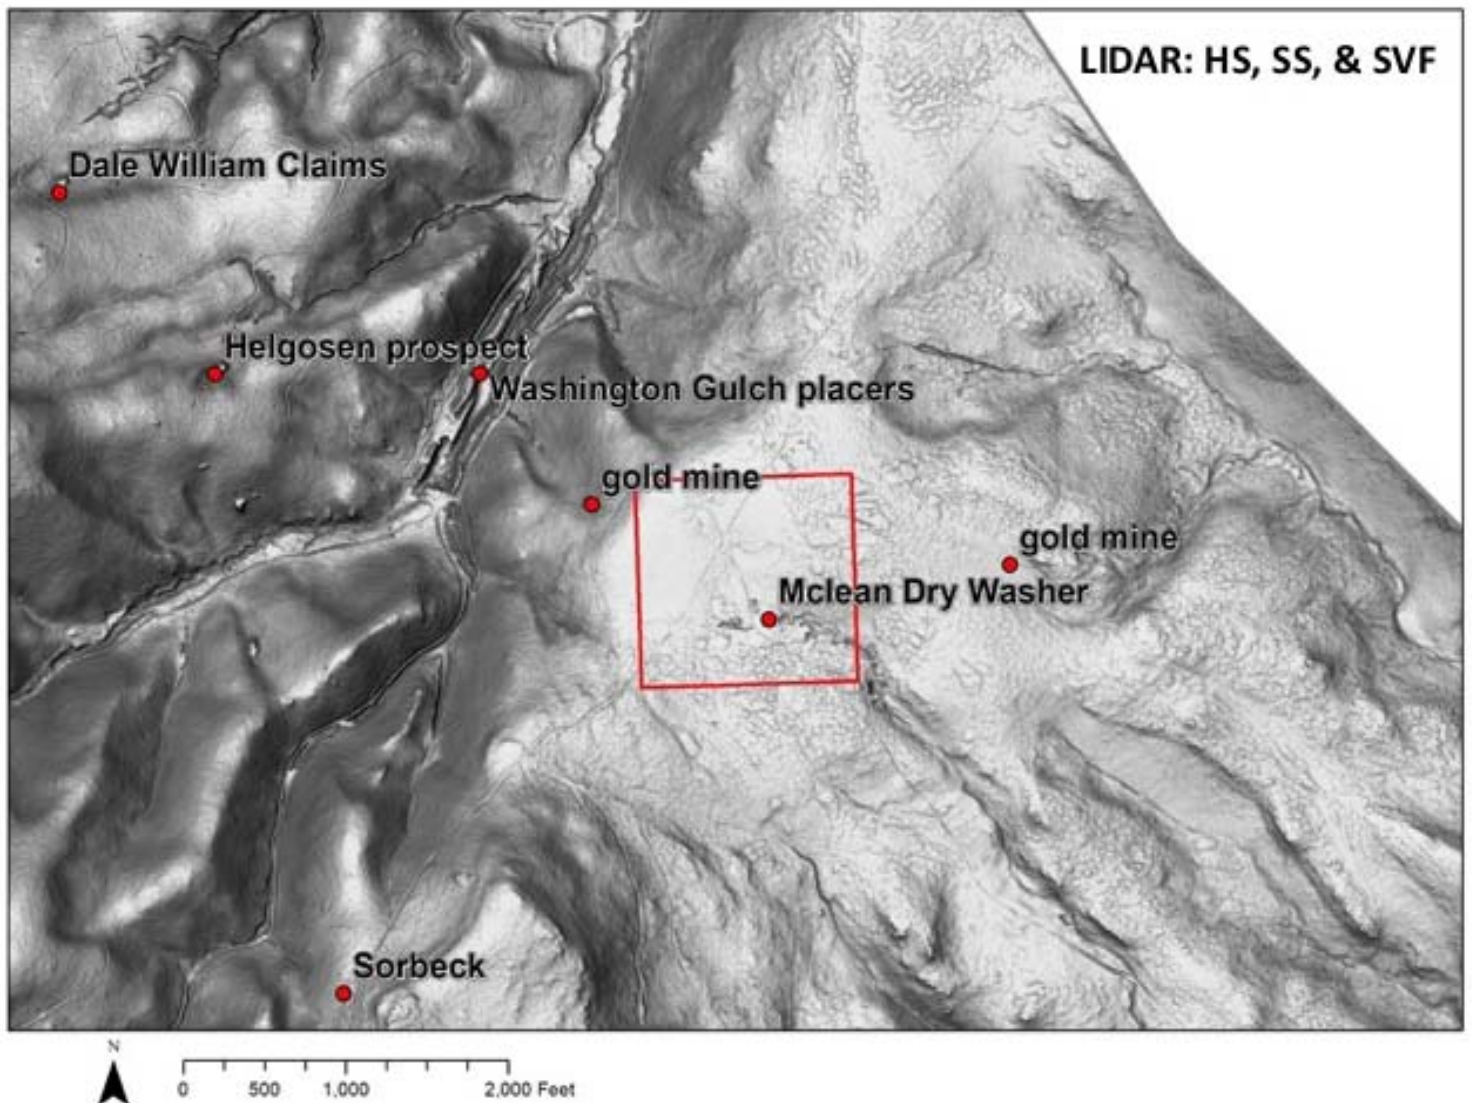 LIDAR: HS, SS, & SVF
Dale William Claims
Helgosen prospect
Washington Gulch placers
gold mine
gold mine
Mclean Dry Washer
Sorbeck
N
0 500 1,000 2,000 Feet